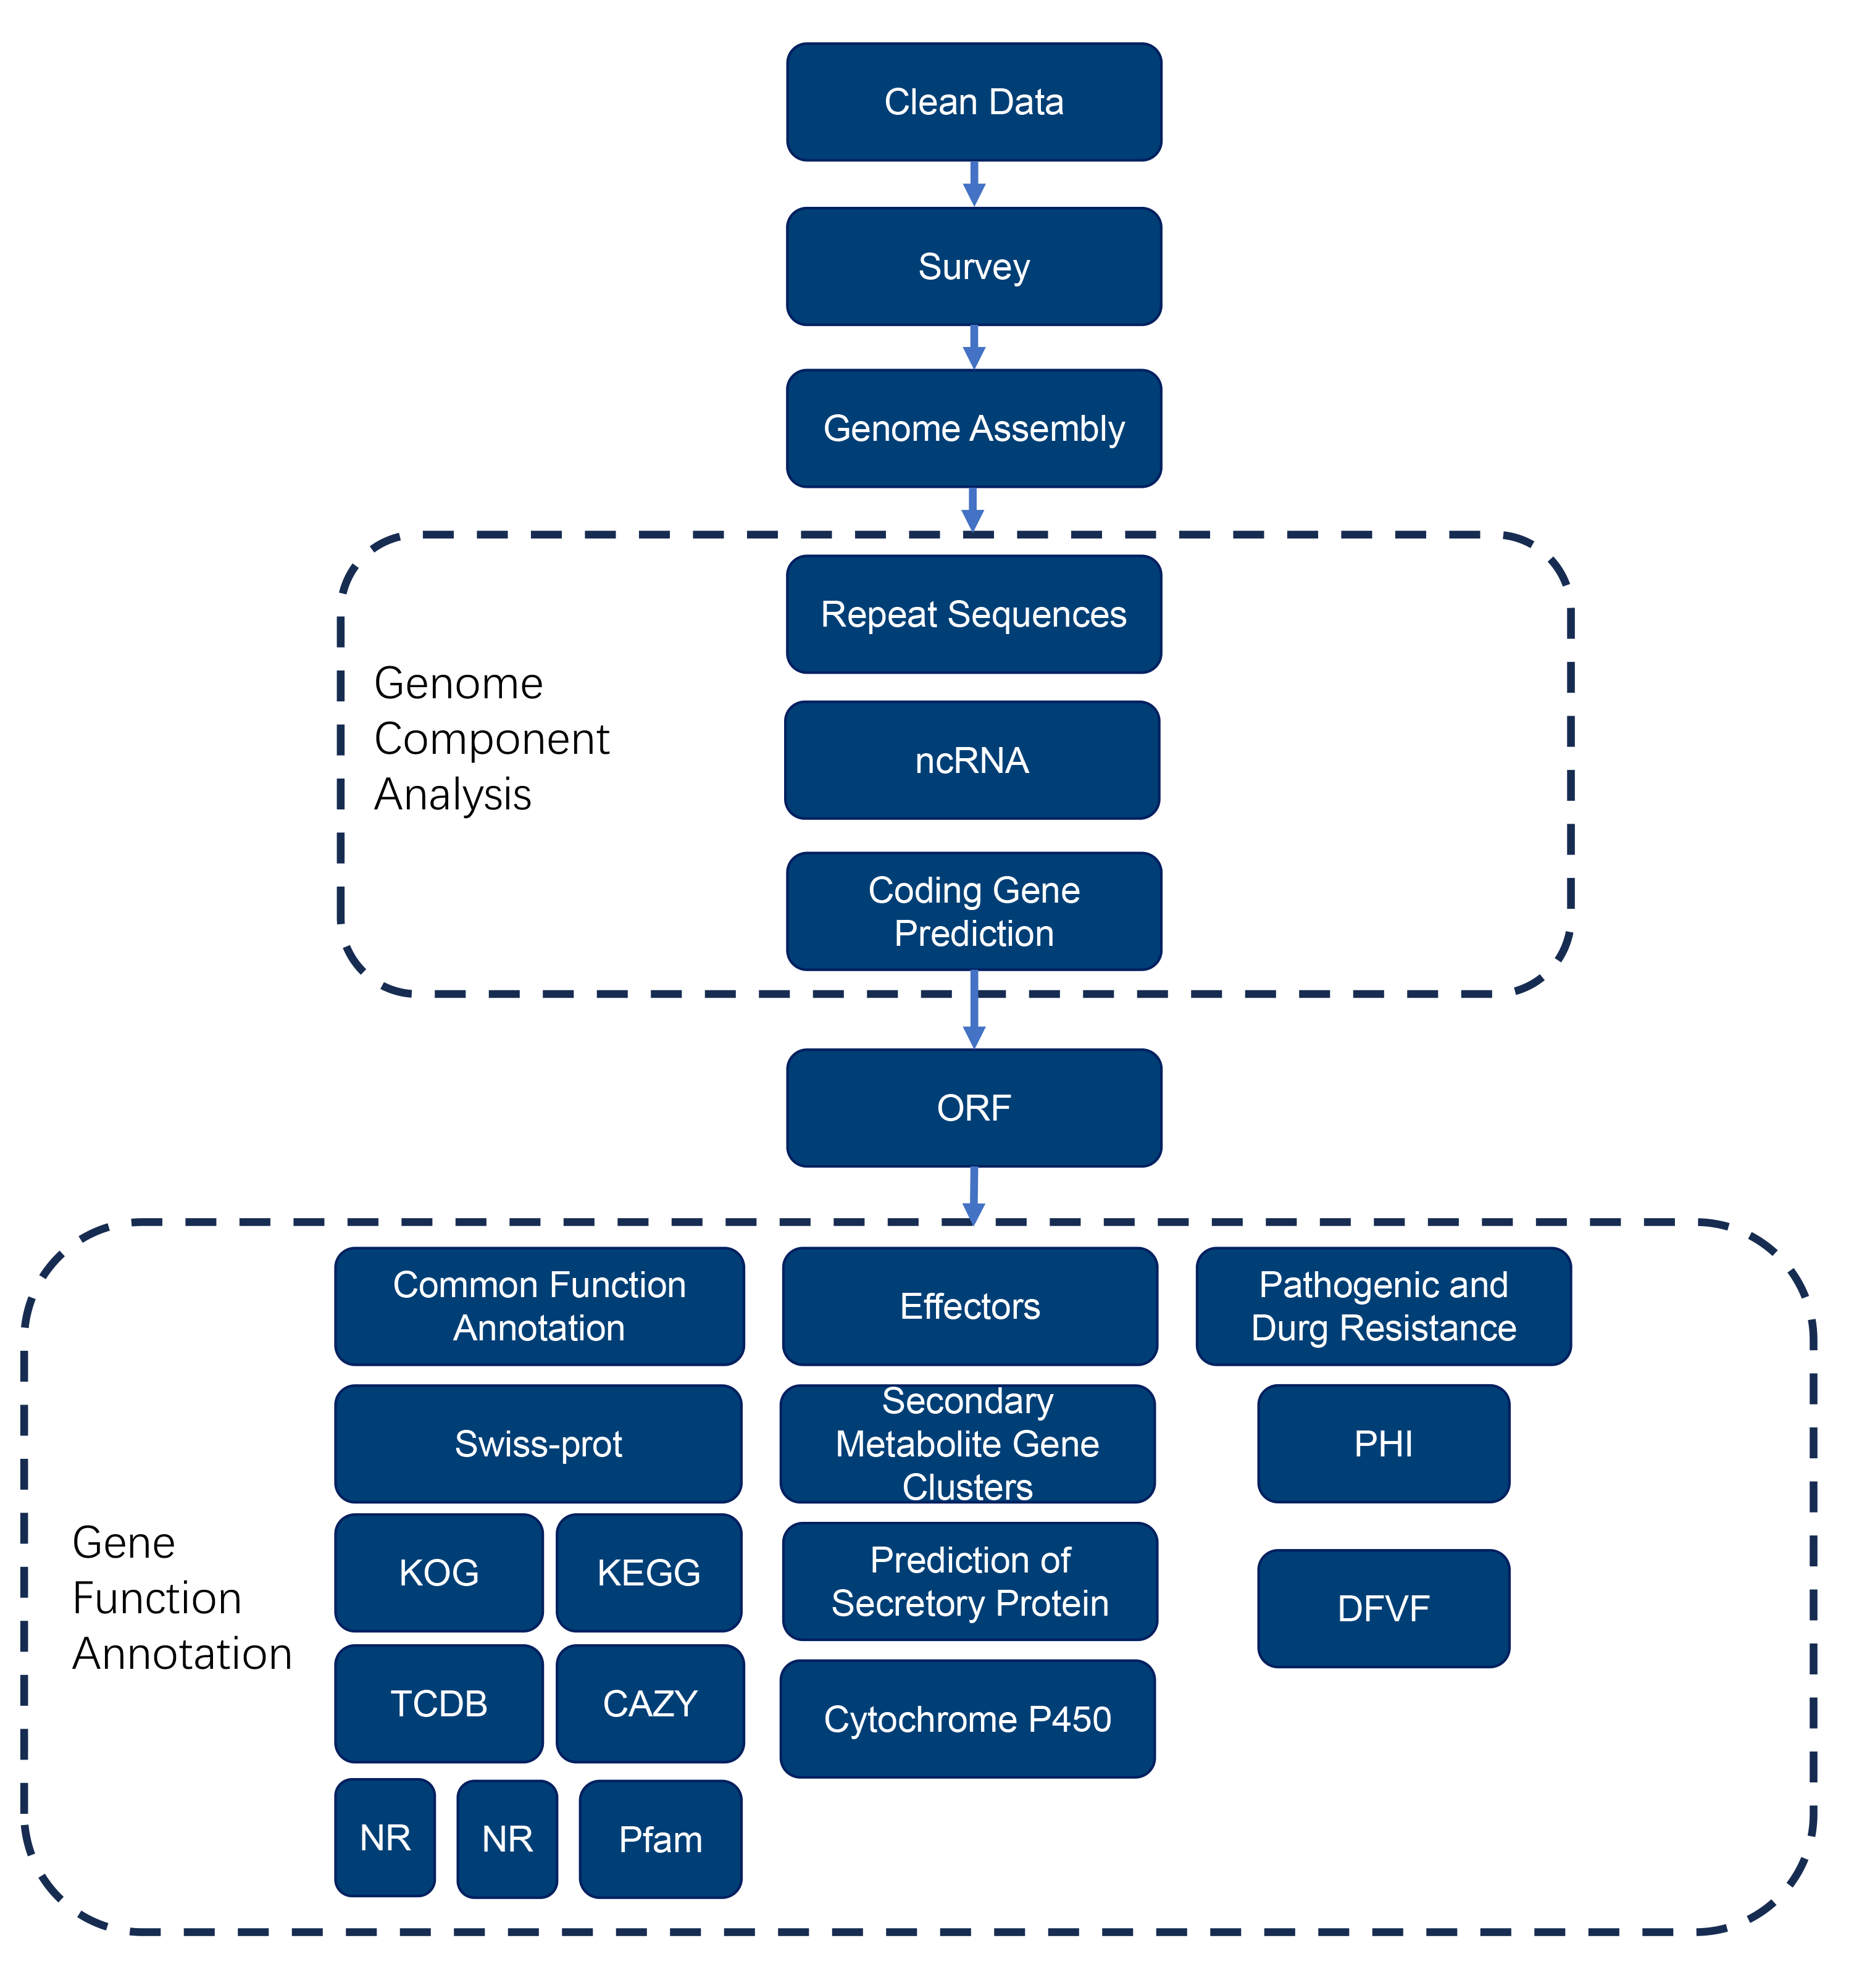 Clean Data
Survey
Genome Assembly
Genome
Component
Analysis
Repeat Sequences
ncRNA
Coding Gene
Prediction
ORF
Gene
Function
Annotation
Common Function
Annotation
Swiss-prot
KOG
KEGG
TCDB
CAZY
NR
NR
Pfam
Effectors
Secondary
Metabolite Gene
Clusters
Prediction of
Secretory Protein
Cytochrome P450
Pathogenic and
Durg Resistance
PHI
DFVF